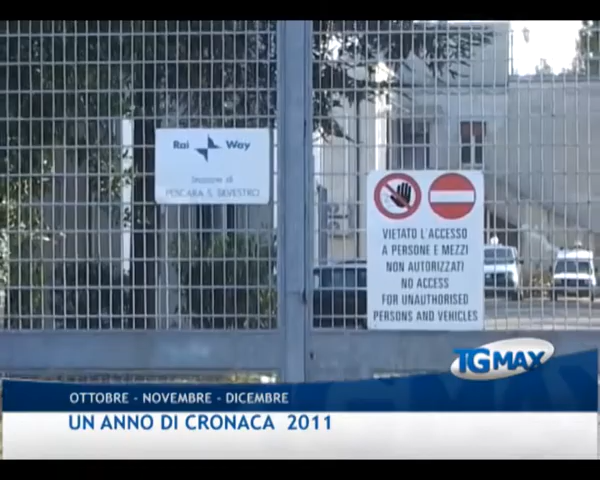 Rai Way
Stazione di
PESCARA S. SILVESTRO
VIETATO L'ACCESSO
A PERSONE E MEZZI
NON AUTORIZZATI
NO ACCESS
FOR UNAUTHORISED
PERSONS AND VEHICLES
TGMAX
OTTOBRE - NOVEMBRE - DICEMBRE
UN ANNO DI CRONACA 2011